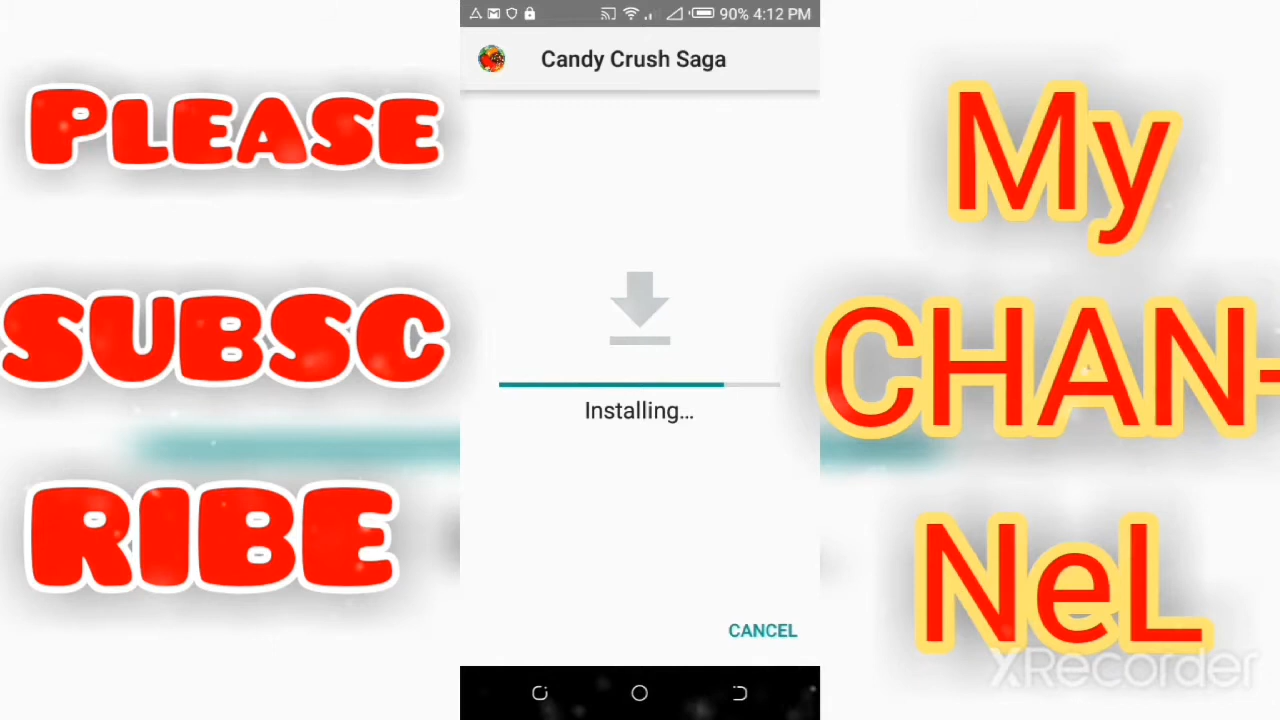 90% 4:12 PM
Candy Crush Saga
PLEASE
SUBSC
RIBE
Installing...
CANCEL
My
CHAN-
NeL
XRecorder